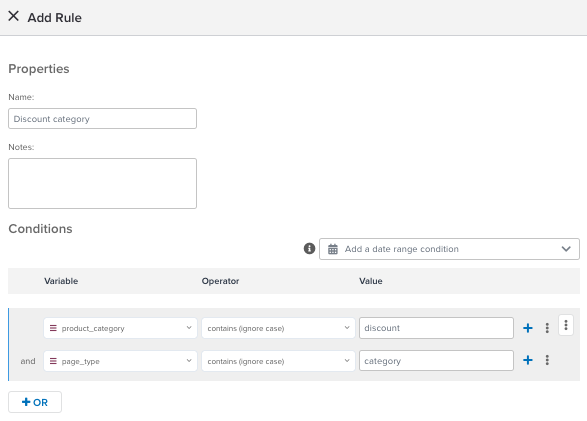 Add Rule
Properties
Name:
Discount category
Notes:
Conditions
Add a date range condition
Variable Operator Value
product_category contains (ignore case) discount
and page_type contains (ignore case) category
+ OR